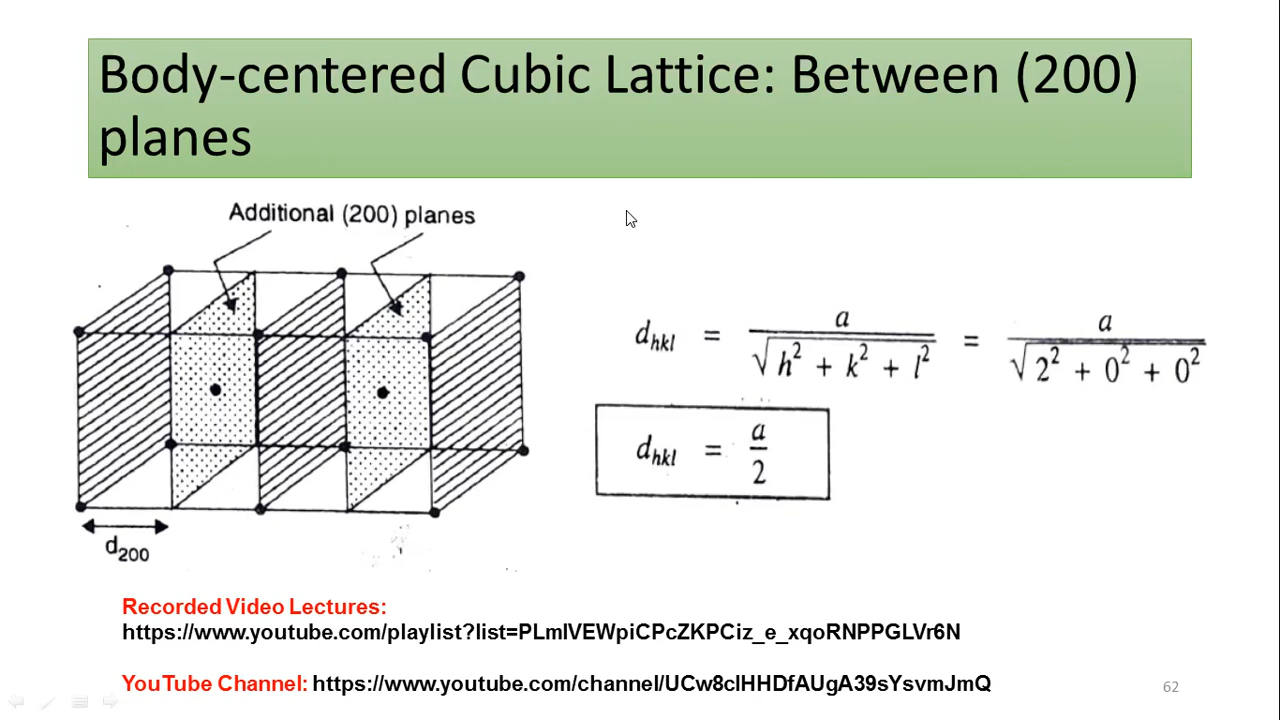 Body-centered Cubic Lattice: Between (200)
planes
Additional (200) planes
d₂₀₀
dhkl = a / √h² + k² + l² = a / √2² + 0² + 0²
dhkl = a / 2
Recorded Video Lectures:
https://www.youtube.com/playlist?list=PLmlVEWpiCPcZKPCiz_e_xqoRNPPGLVr6N
YouTube Channel: https://www.youtube.com/channel/UCw8clHHDfAUgA39sYsvmJmQ
62